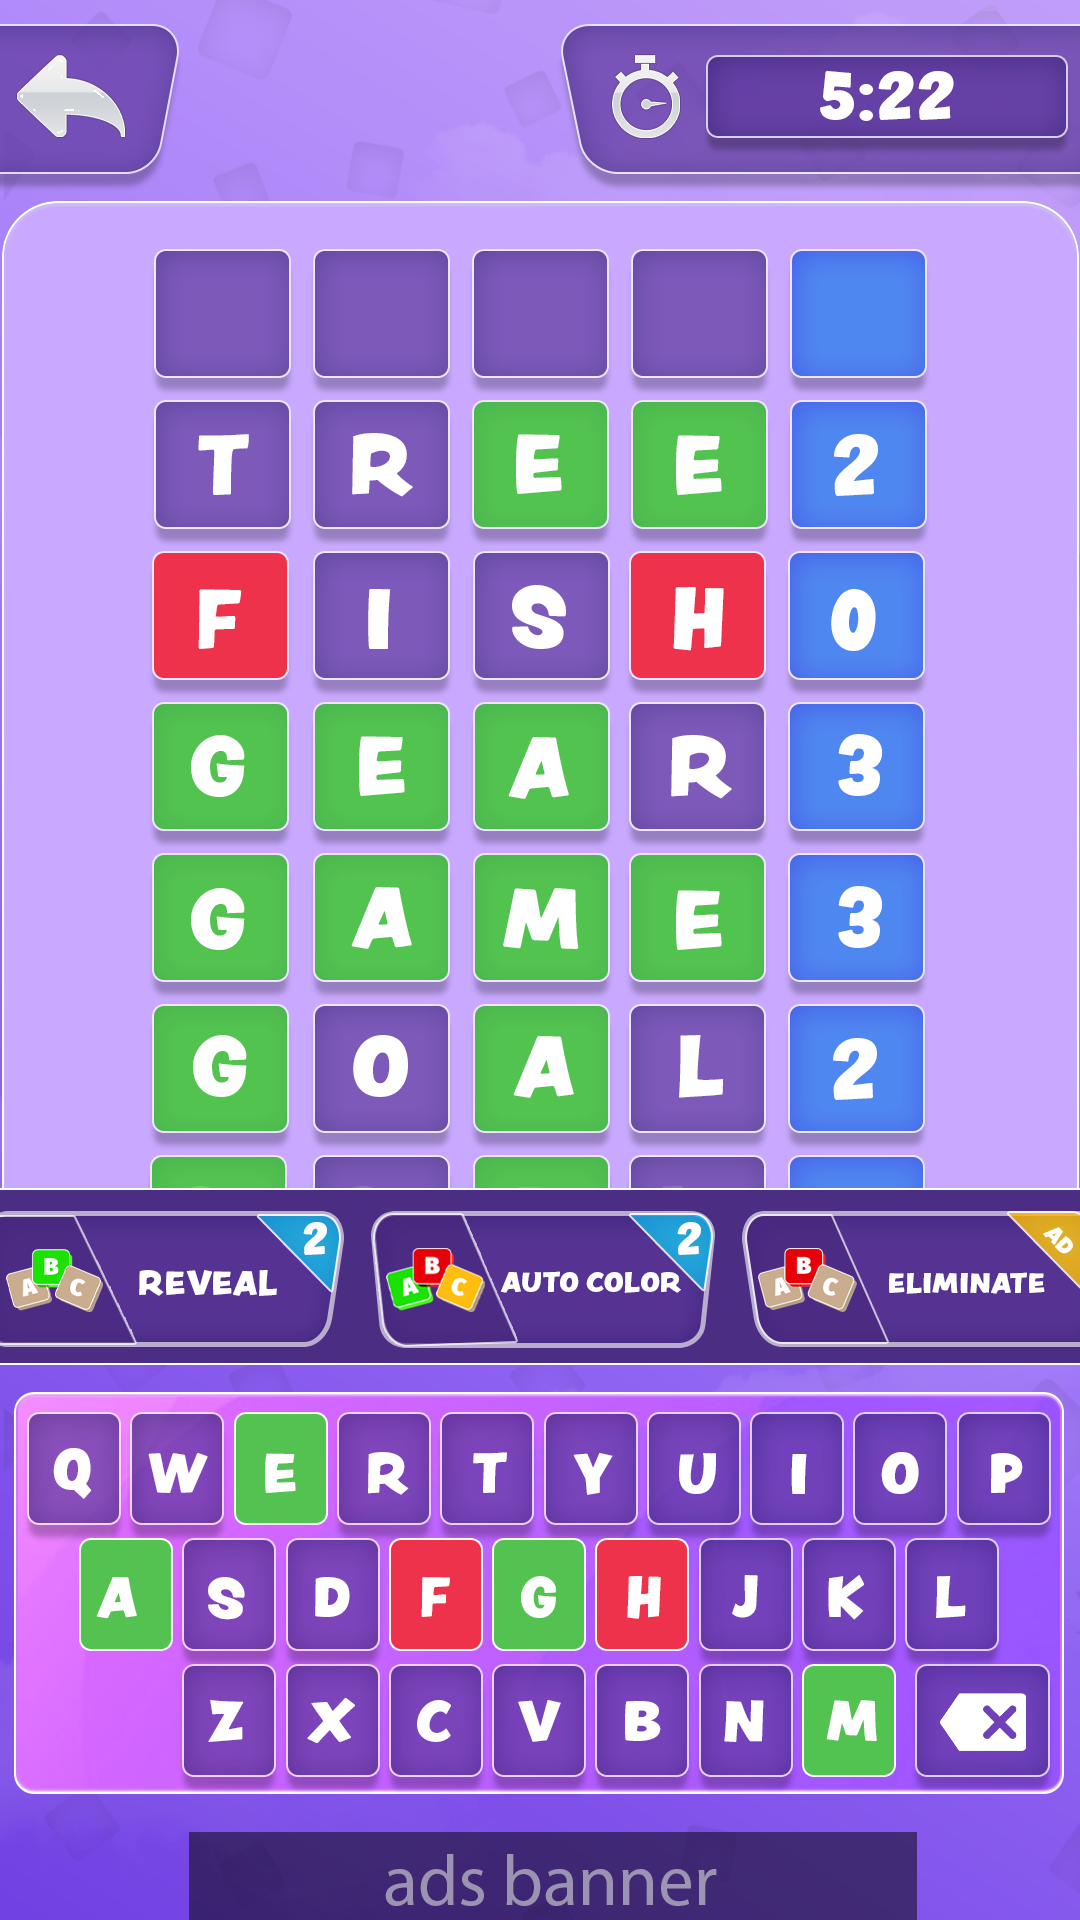 5:22
T R E E 2
F I S H 0
G E A R 3
G A M E 3
G O A L 2
A B C REVEAL 2 A B C AUTO COLOR 2 A B C ELIMINATE AD
Q W E R T Y U I O P
A S D F G H J K L
Z X C V B N M
ads banner